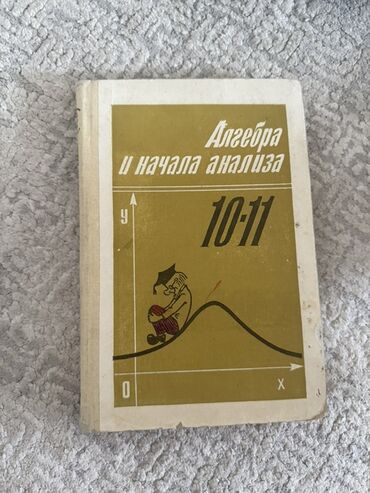 Алгебра
и начала анализа
10-11
У
0
х